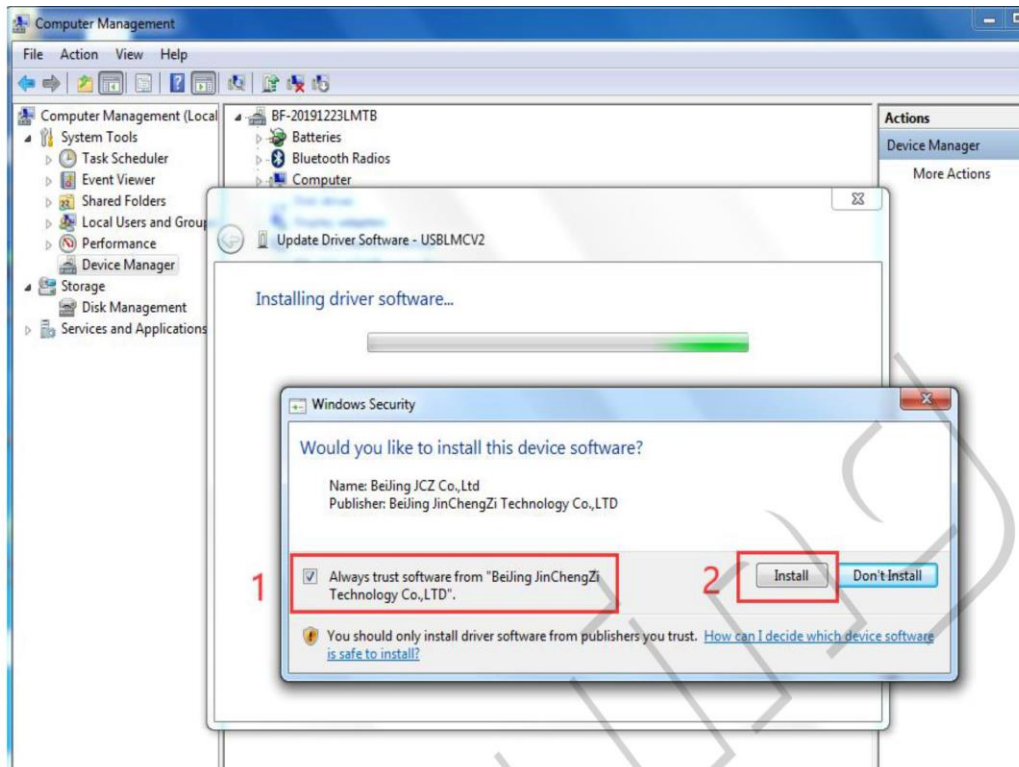 Computer Management
File Action View Help
Computer Management (Local
System Tools
Task Scheduler
Event Viewer
Shared Folders
Local Users and Group
Performance
Device Manager
Storage
Disk Management
Services and Applications
BF-20191223LMTB
Batteries
Bluetooth Radios
Computer
Actions
Device Manager
More Actions
Update Driver Software - USBLMCV2
Installing driver software...
Windows Security
Would you like to install this device software?
Name: BeiJing JCZ Co.,Ltd
Publisher: BeiJing JinChengZi Technology Co.,LTD
1
Always trust software from "BeiJing JinChengZi
Technology Co.,LTD".
2
Install
Don't Install
You should only install driver software from publishers you trust. How can I decide which device software
is safe to install?